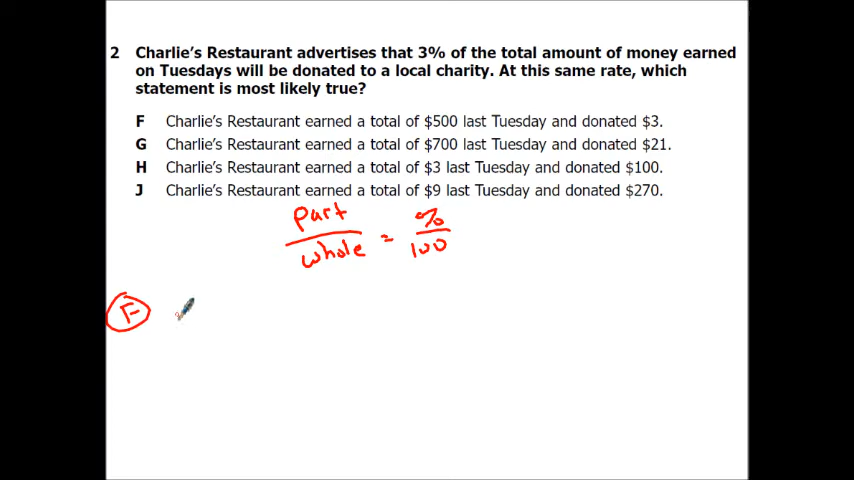 2 Charlie's Restaurant advertises that 3% of the total amount of money earned
on Tuesdays will be donated to a local charity. At this same rate, which
statement is most likely true?
F Charlie's Restaurant earned a total of $500 last Tuesday and donated $3.
G Charlie's Restaurant earned a total of $700 last Tuesday and donated $21.
H Charlie's Restaurant earned a total of $3 last Tuesday and donated $100.
J Charlie's Restaurant earned a total of $9 last Tuesday and donated $270.
part % 
whole = 100
F